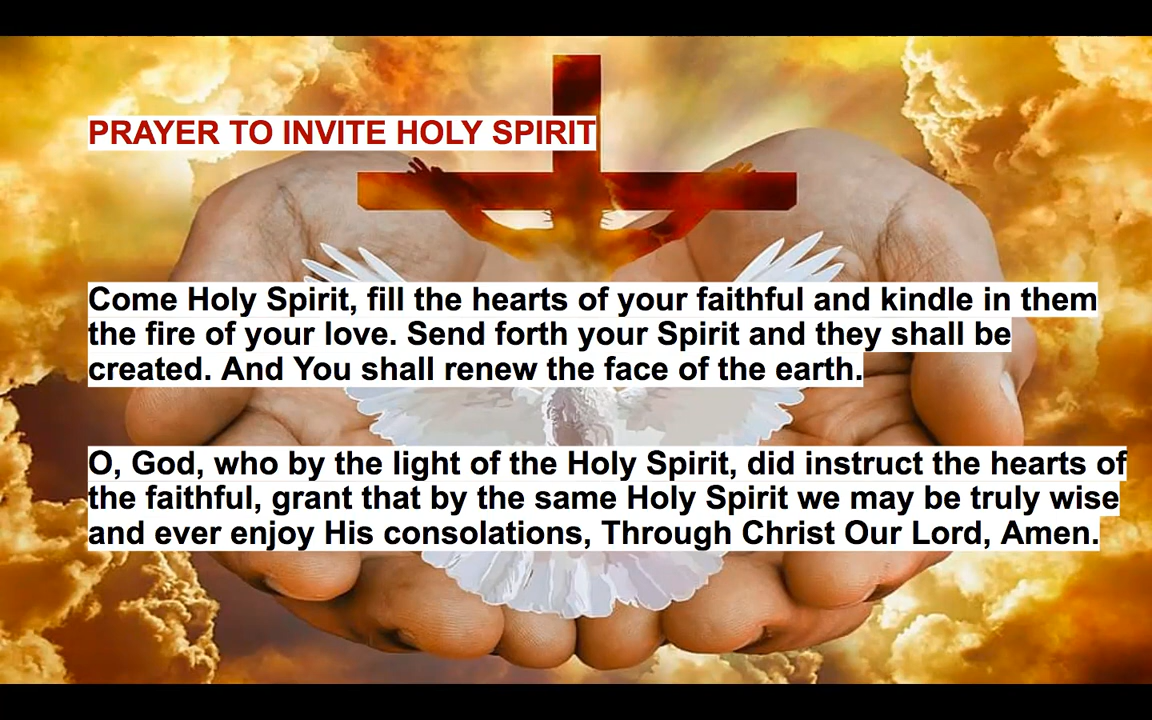 PRAYER TO INVITE HOLY SPIRIT
Come Holy Spirit, fill the hearts of your faithful and kindle in them
the fire of your love. Send forth your Spirit and they shall be
created. And You shall renew the face of the earth.
O, God, who by the light of the Holy Spirit, did instruct the hearts of
the faithful, grant that by the same Holy Spirit we may be truly wise
and ever enjoy His consolations, Through Christ Our Lord, Amen.